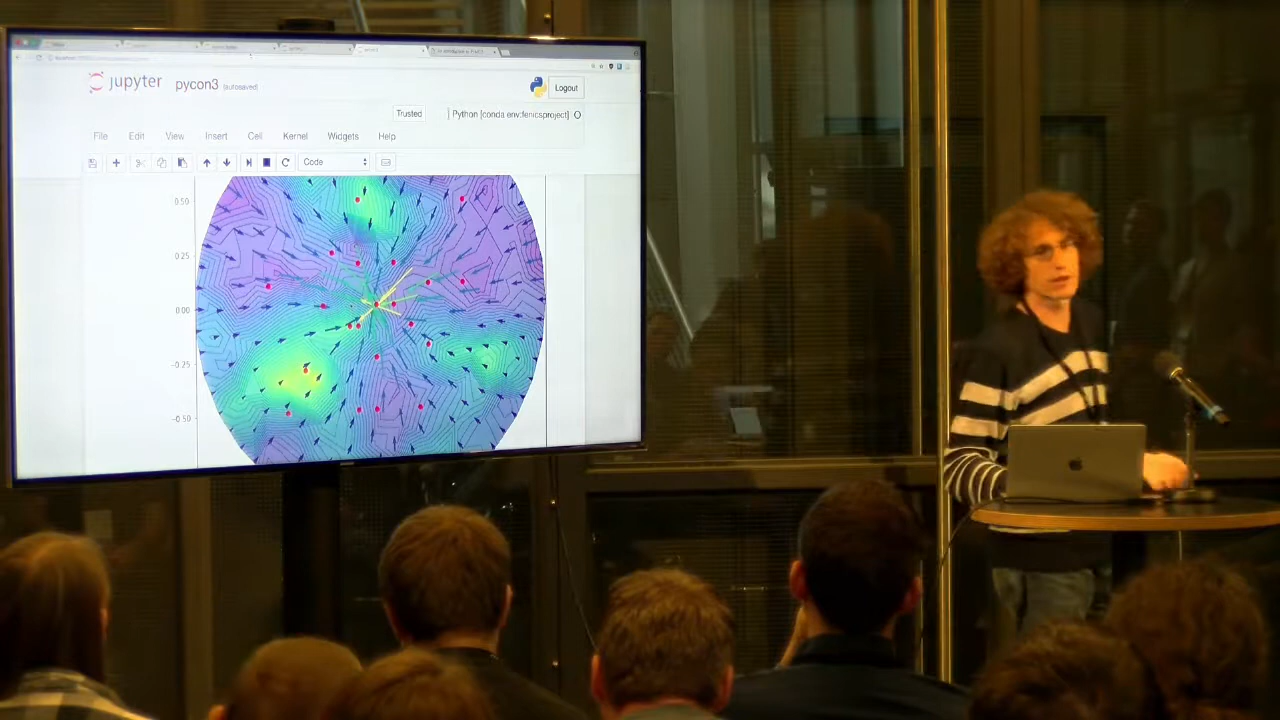 jupyter pycon3 (autosaved) Logout
Trusted Python [conda env:fenicsproject]
File Edit View Insert Cell Kernel Widgets Help
Code
0.50
0.25
0.00
−0.25
−0.50